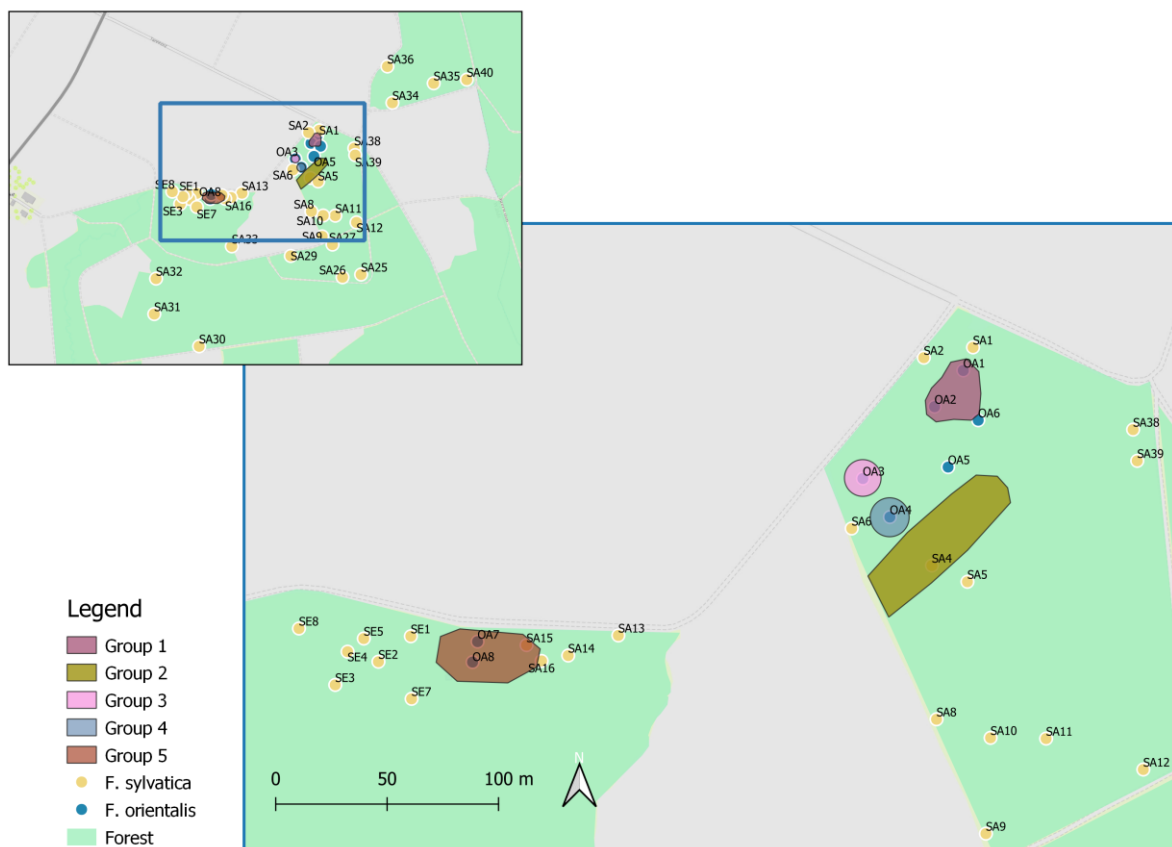 SA36
SA35
SA40
SA34
SA2
SA1
SA38
OA3
OA5
SA39
SA6
SA5
SE8
SE1
OA8
SA13
SE3
SE7
SA16
SA8
SA11
SA10
SA12
SA9
SA27
SA33
SA29
SA32
SA26
SA25
SA31
SA30
SA1
SA2
OA1
OA2
OA6
SA38
OA5
SA39
OA3
OA4
SA6
SA4
SA5
SE8
SE5
SE1
OA7
SA15
SA13
SE4
SE2
OA8
SA16
SA14
SE3
SE7
SA8
SA10
SA11
SA12
SA9
N
0 50 100 m
Legend
Group 1
Group 2
Group 3
Group 4
Group 5
F. sylvatica
F. orientalis
Forest